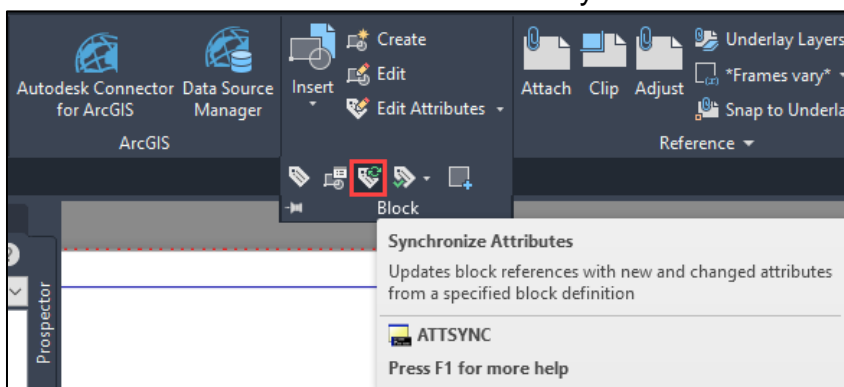 Autodesk Connector
for ArcGIS
Data Source
Manager
ArcGIS
Insert
Create
Edit
Edit Attributes
Block
Attach
Clip
Adjust
Underlay Layers
*Frames vary*
Snap to Underla
Reference
Prospector
Synchronize Attributes
Updates block references with new and changed attributes
from a specified block definition
ATTSYNC
Press F1 for more help